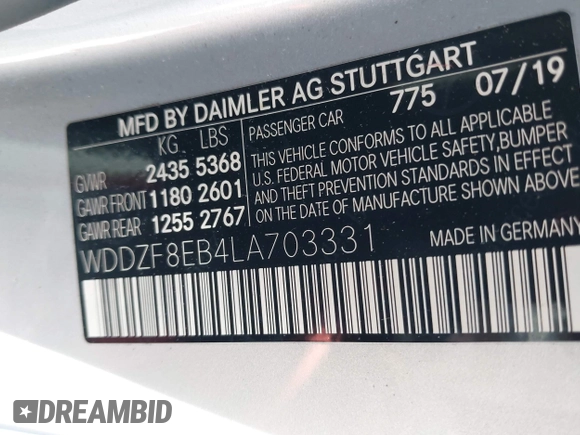 MFD BY DAIMLER AG STUTTGART
KG LBS PASSENGER CAR 775 07/19
GVWR 2435 5368
GAWR FRONT 1180 2601
GAWR REAR 1255 2767
THIS VEHICLE CONFORMS TO ALL APPLICABLE
U.S. FEDERAL MOTOR VEHICLE SAFETY, BUMPER
AND THEFT PREVENTION STANDARDS IN EFFECT
ON THE DATE OF MANUFACTURE SHOWN ABOVE
WDDZF8EB4LA703331
MADE IN GERMANY
DREAMBID